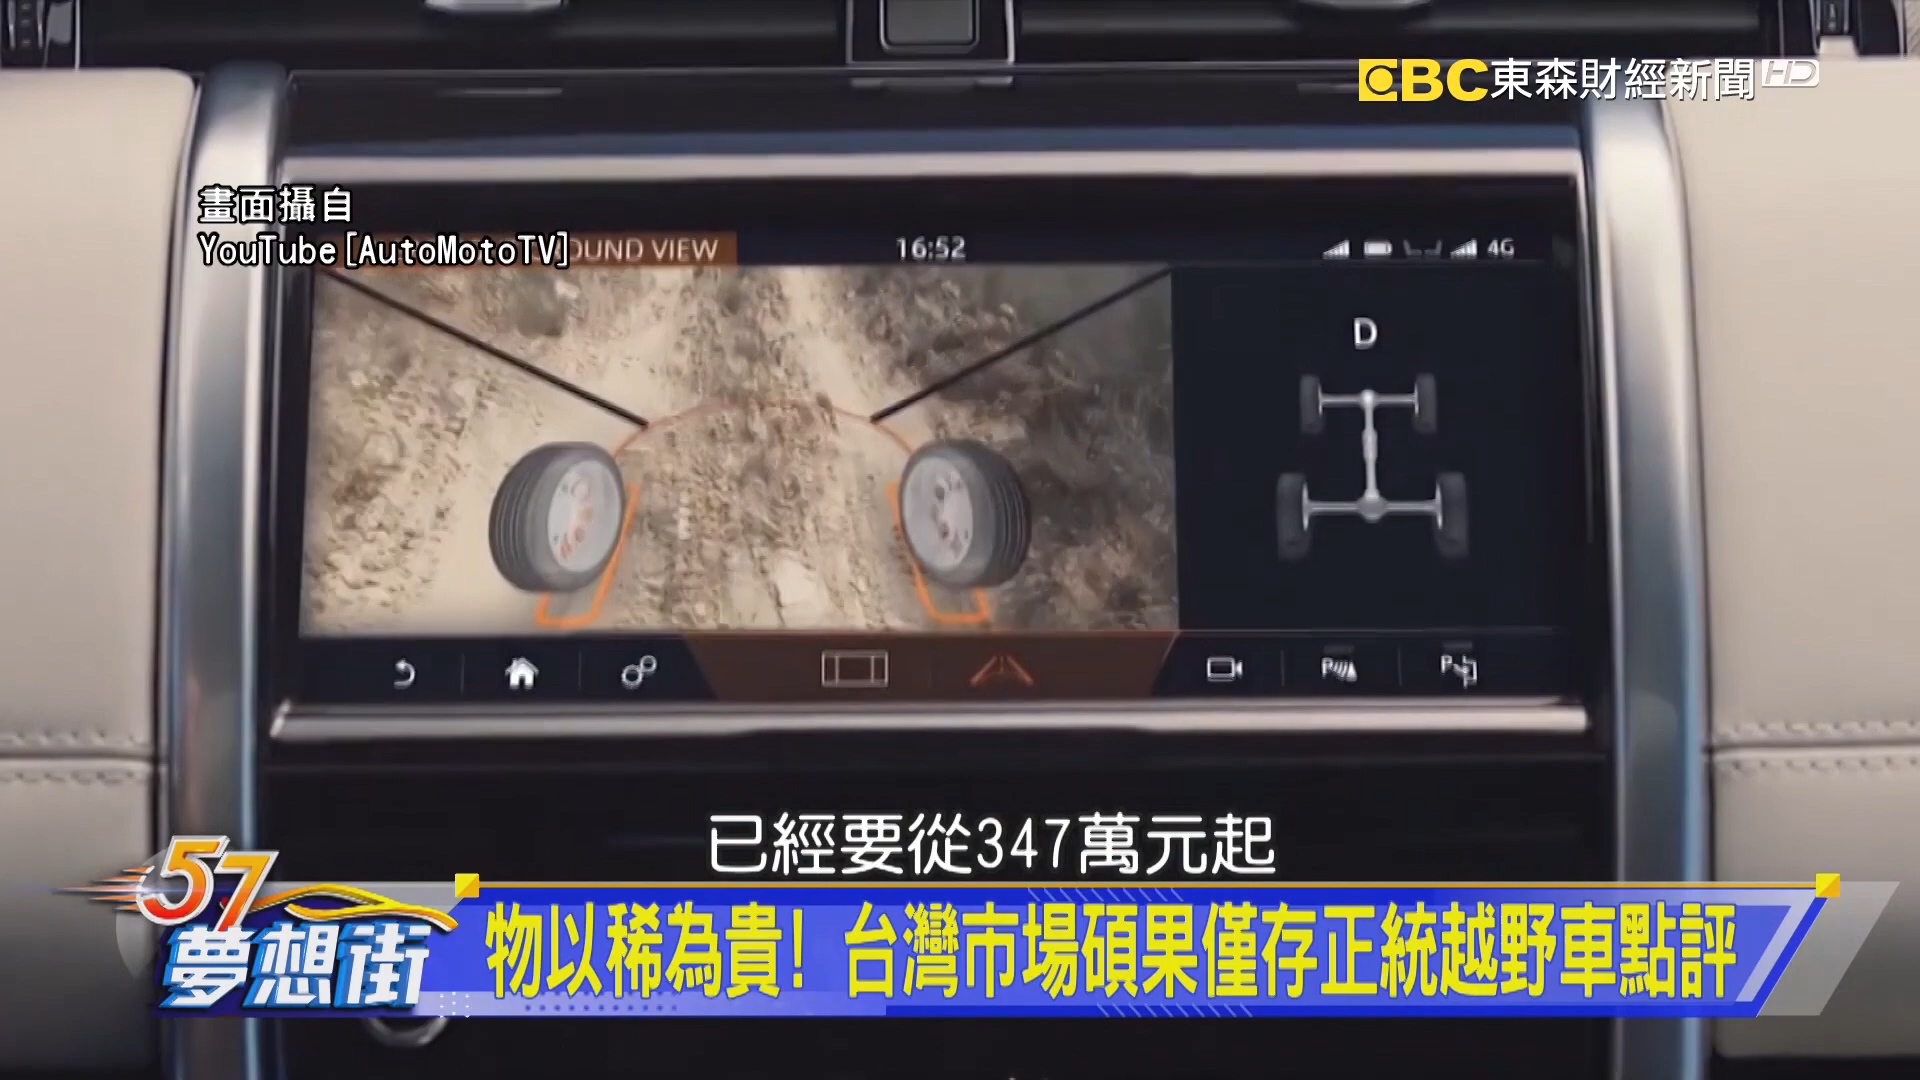 EBC東森財經新聞HD
畫面攝自
YouTube[AutoMotoTV]
OUND VIEW
16:52
4G
D
已經要從347萬元起
57
夢想街
物以稀為貴! 台灣市場碩果僅存正統越野車點評